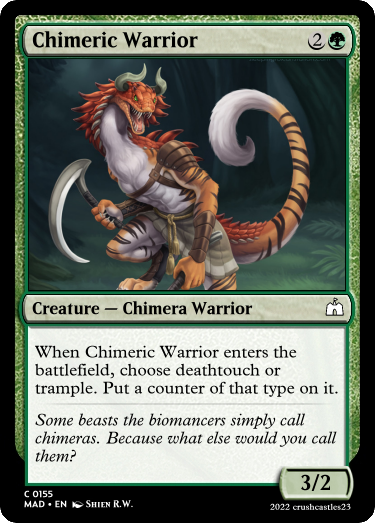 Chimeric Warrior 2
Creature — Chimera Warrior
When Chimeric Warrior enters the
battlefield, choose deathtouch or
trample. Put a counter of that type on it.
Some beasts the biomancers simply call
chimeras. Because what else would you call
them?
3/2
C 0155
MAD • EN Shien R.W.
2022 crushcastles23